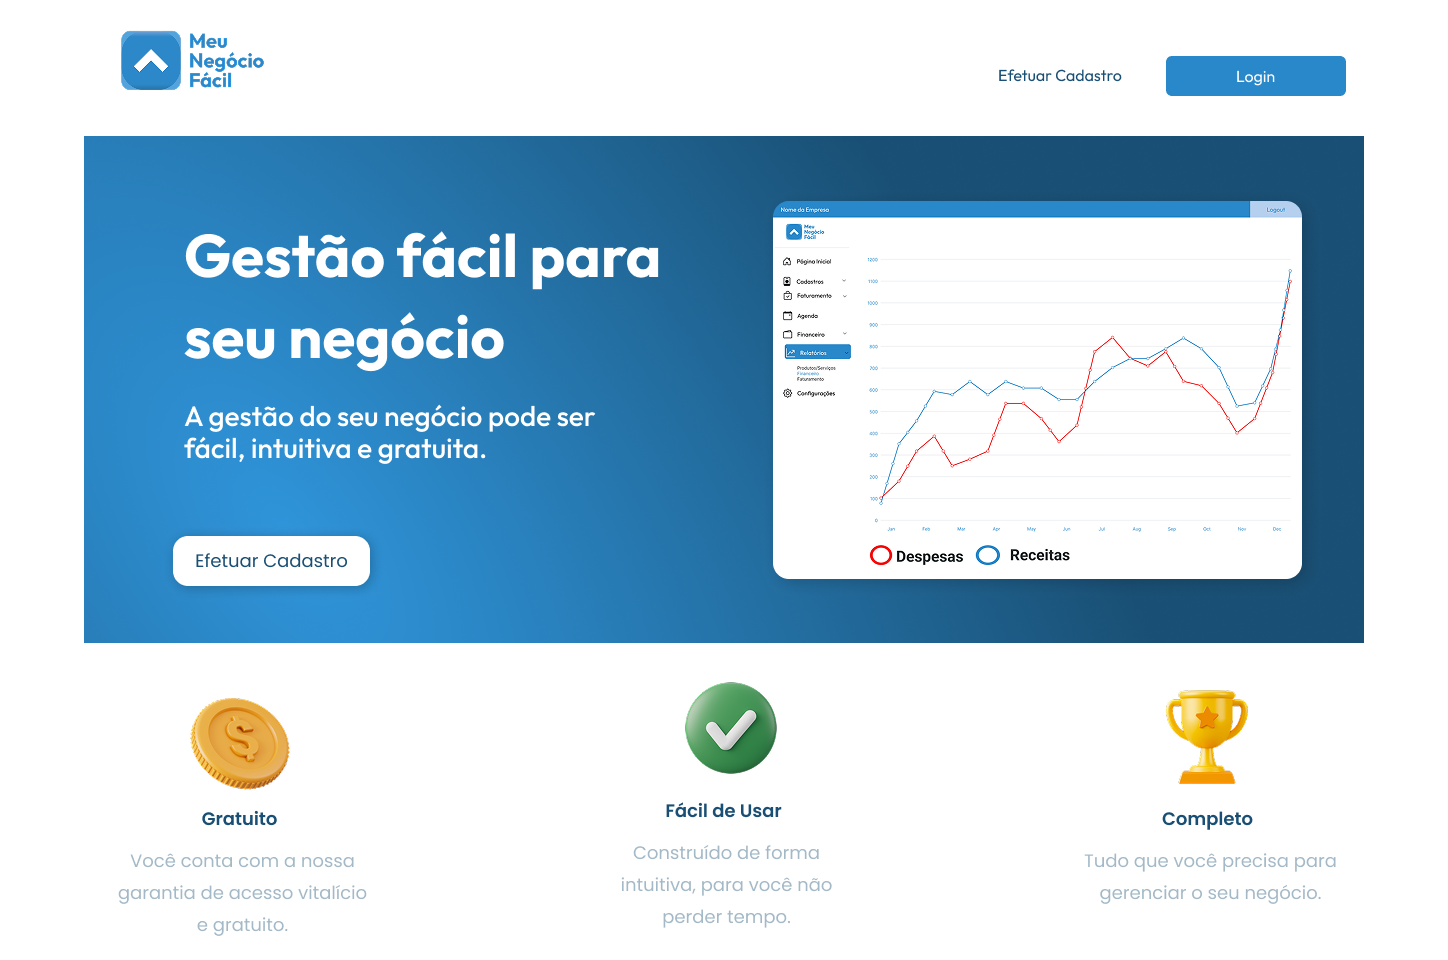 Meu
Negócio
Fácil
Efetuar Cadastro
Login
Gestão fácil para
seu negócio
A gestão do seu negócio pode ser
fácil, intuitiva e gratuita.
Efetuar Cadastro
Nome da Empresa
Logout
Meu
Negócio
Fácil
Página Inicial
Cadastros
Faturamento
Agenda
Financeiro
Relatórios
Produtos/Serviços
Financeiro
Faturamento
Configurações
1200
1100
1000
900
800
700
600
500
400
300
200
100
0
Jan Feb Mar Apr May Jun Jul Aug Sep Oct Nov Dec
Despesas Receitas
Gratuito
Você conta com a nossa
garantia de acesso vitalício
e gratuito.
Fácil de Usar
Construído de forma
intuitiva, para você não
perder tempo.
Completo
Tudo que você precisa para
gerenciar o seu negócio.